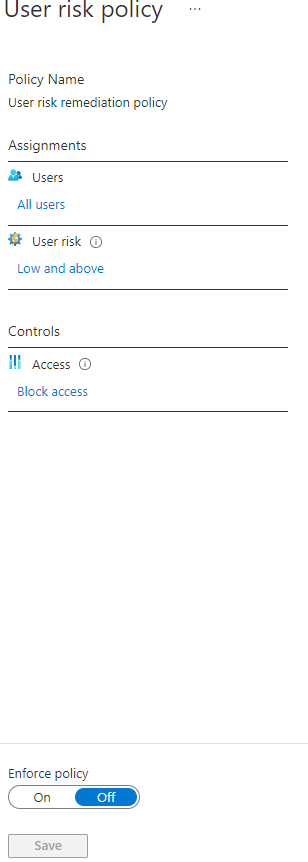 User risk policy ...
Policy Name
User risk remediation policy
Assignments
Users
All users
User risk
Low and above
Controls
Access
Block access
Enforce policy
On Off
Save